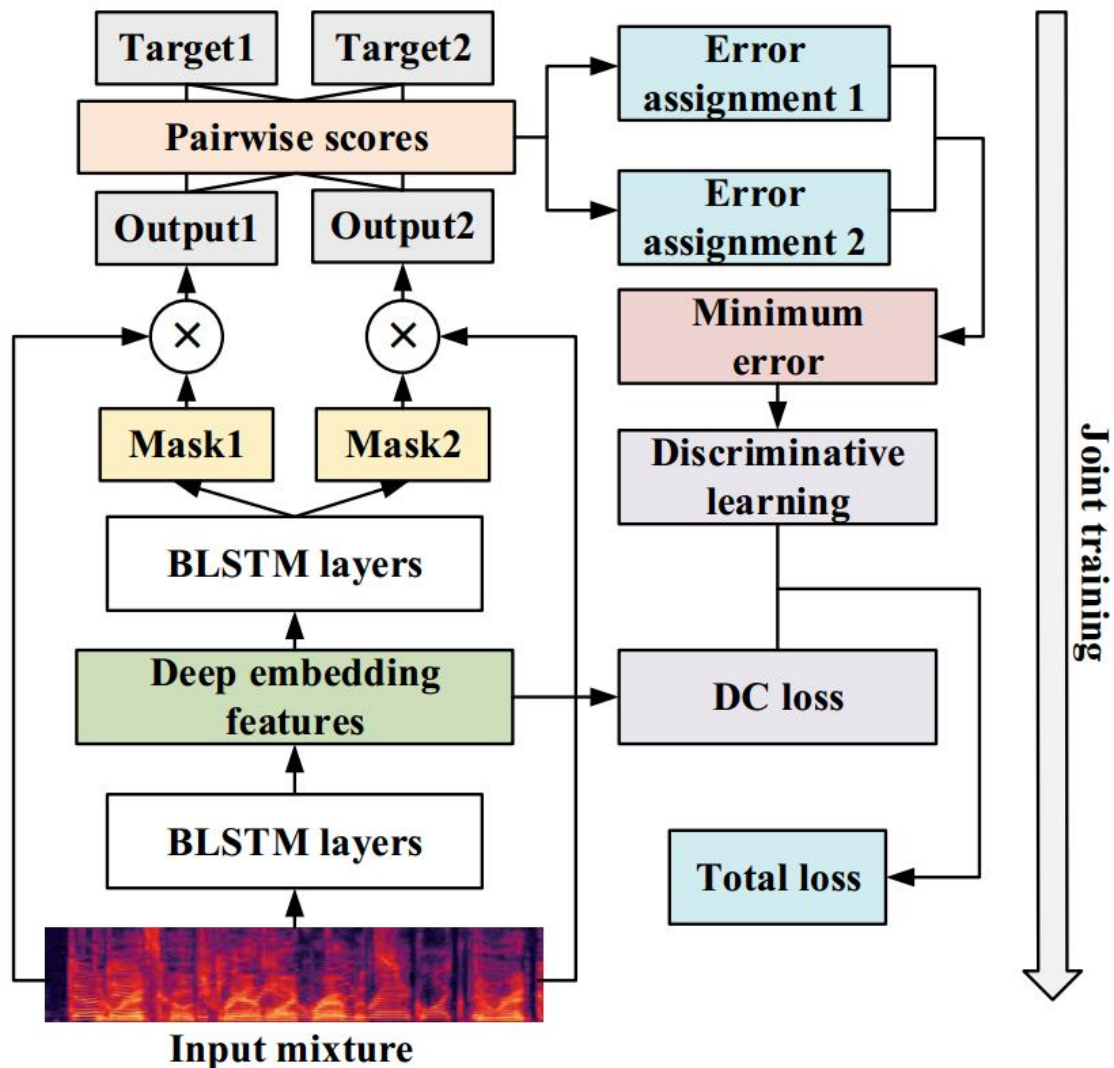 Target1
Target2
Pairwise scores
Output1
Output2
×
×
Mask1
Mask2
BLSTM layers
Deep embedding
features
BLSTM layers
Input mixture
Error
assignment 1
Error
assignment 2
Minimum
error
Discriminative
learning
DC loss
Total loss
Joint training